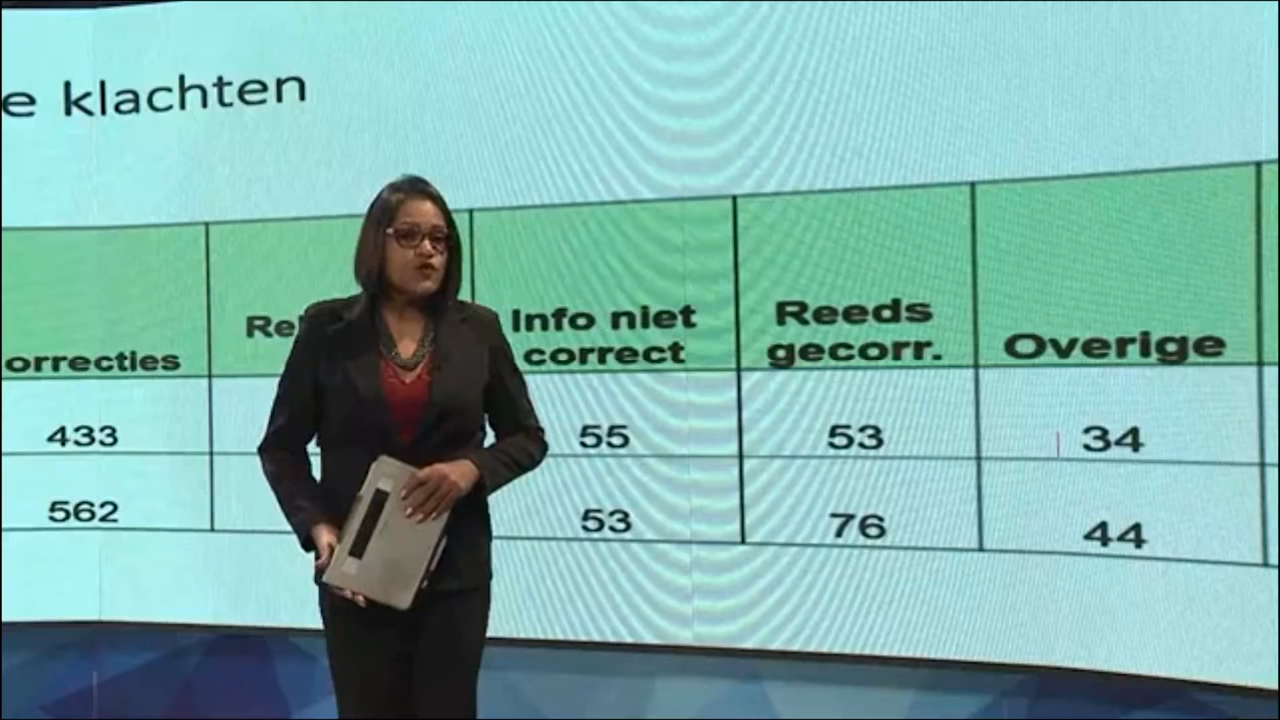 e klachten
orrecties
Info niet
correct
Reeds
gecorr.
Overige
433 55 53 34
562 53 76 44